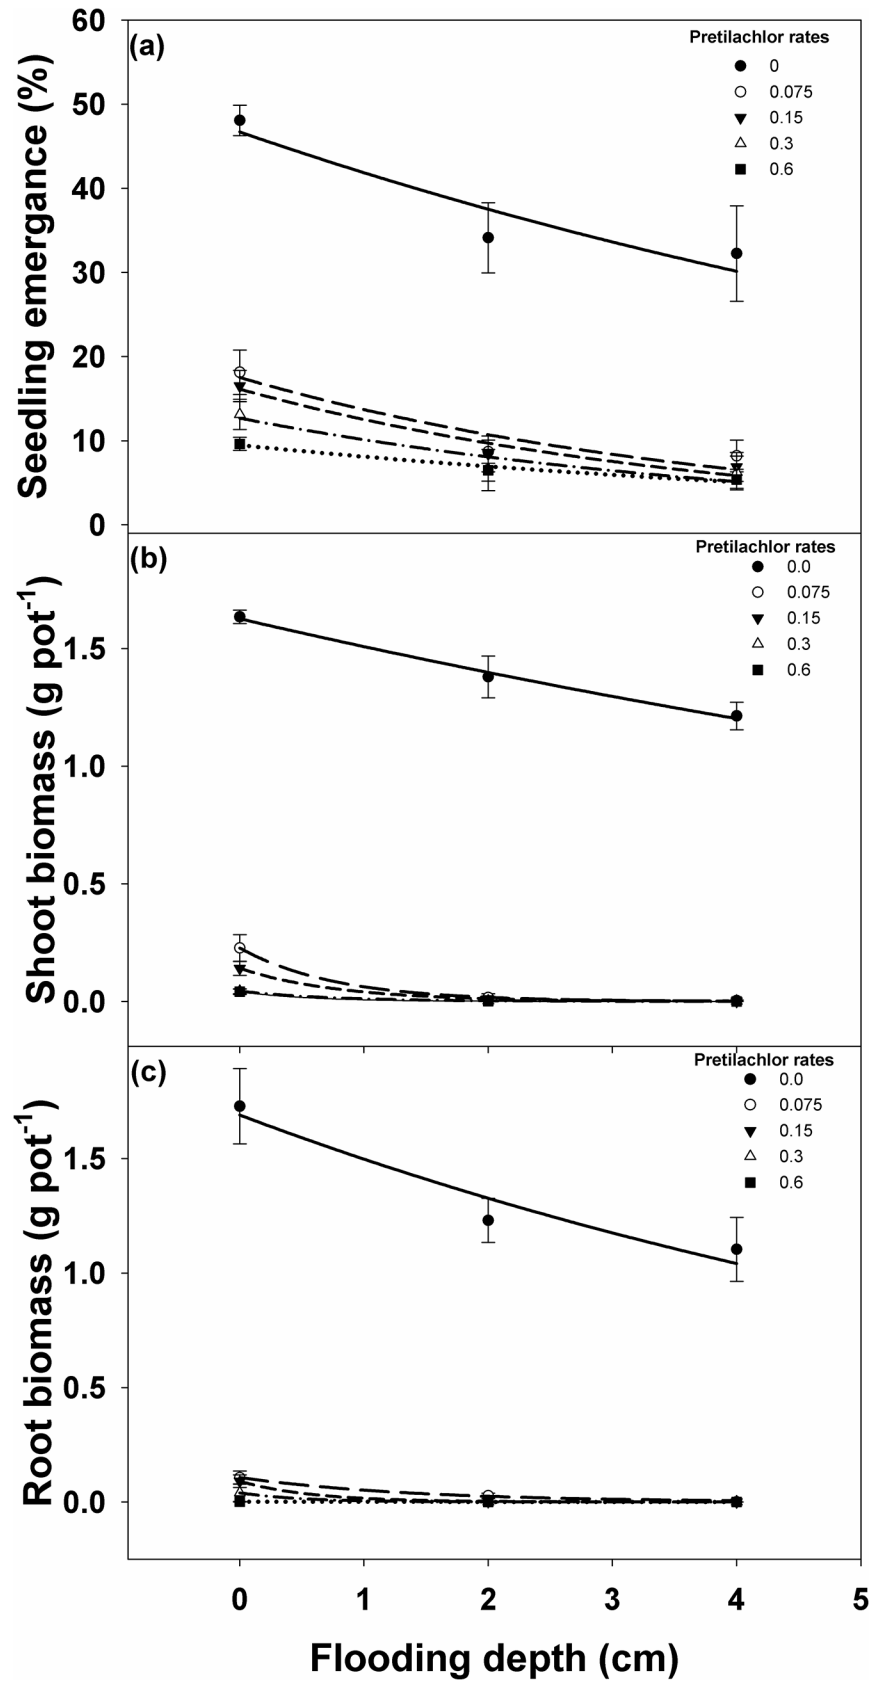 Seedling emergance (%)
60
50
40
30
20
10
0
(a)
Pretilachlor rates
0
0.075
0.15
0.3
0.6
Shoot biomass (g pot-1)
1.5
1.0
0.5
0.0
(b)
Pretilachlor rates
0.0
0.075
0.15
0.3
0.6
Root biomass (g pot-1)
1.5
1.0
0.5
0.0
(c)
Pretilachlor rates
0.0
0.075
0.15
0.3
0.6
0 1 2 3 4 5
Flooding depth (cm)